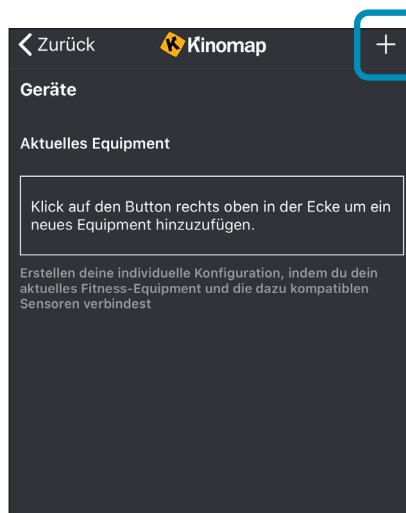 Zurück Kinomap +
Geräte
Aktuelles Equipment
Klick auf den Button rechts oben in der Ecke um ein
neues Equipment hinzuzufügen.
Erstellen deine individuelle Konfiguration, indem du dein
aktuelles Fitness-Equipment und die dazu kompatiblen
Sensoren verbindest